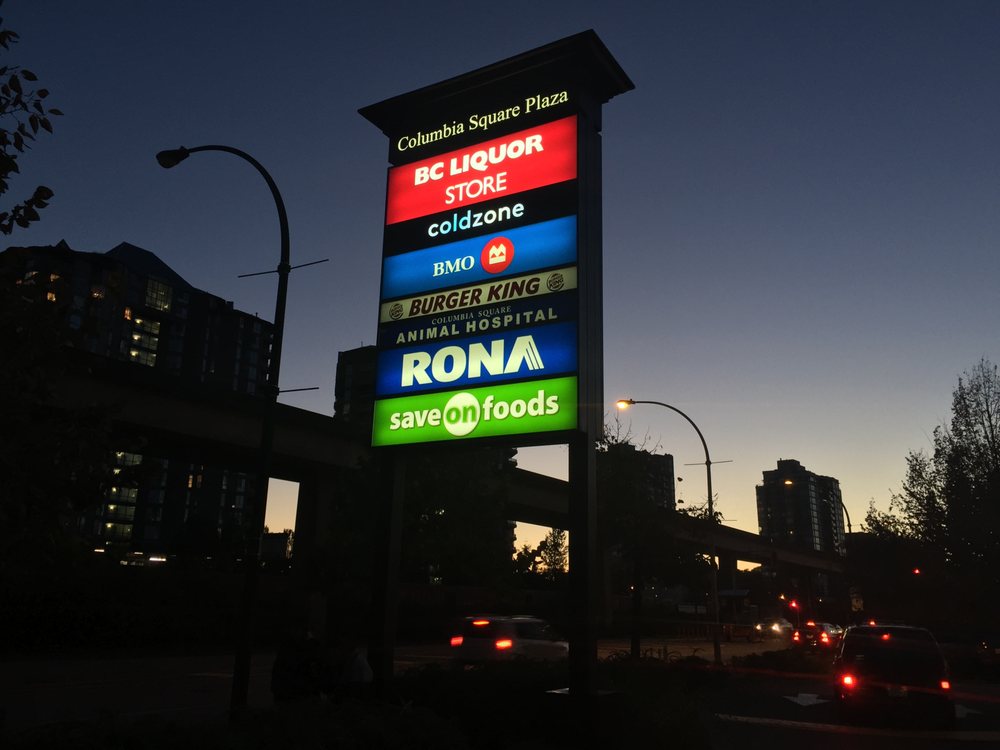 Columbia Square Plaza
BC LIQUOR
STORE
coldzone
BMO
BURGER KING
COLUMBIA SQUARE
ANIMAL HOSPITAL
RONA
save on foods